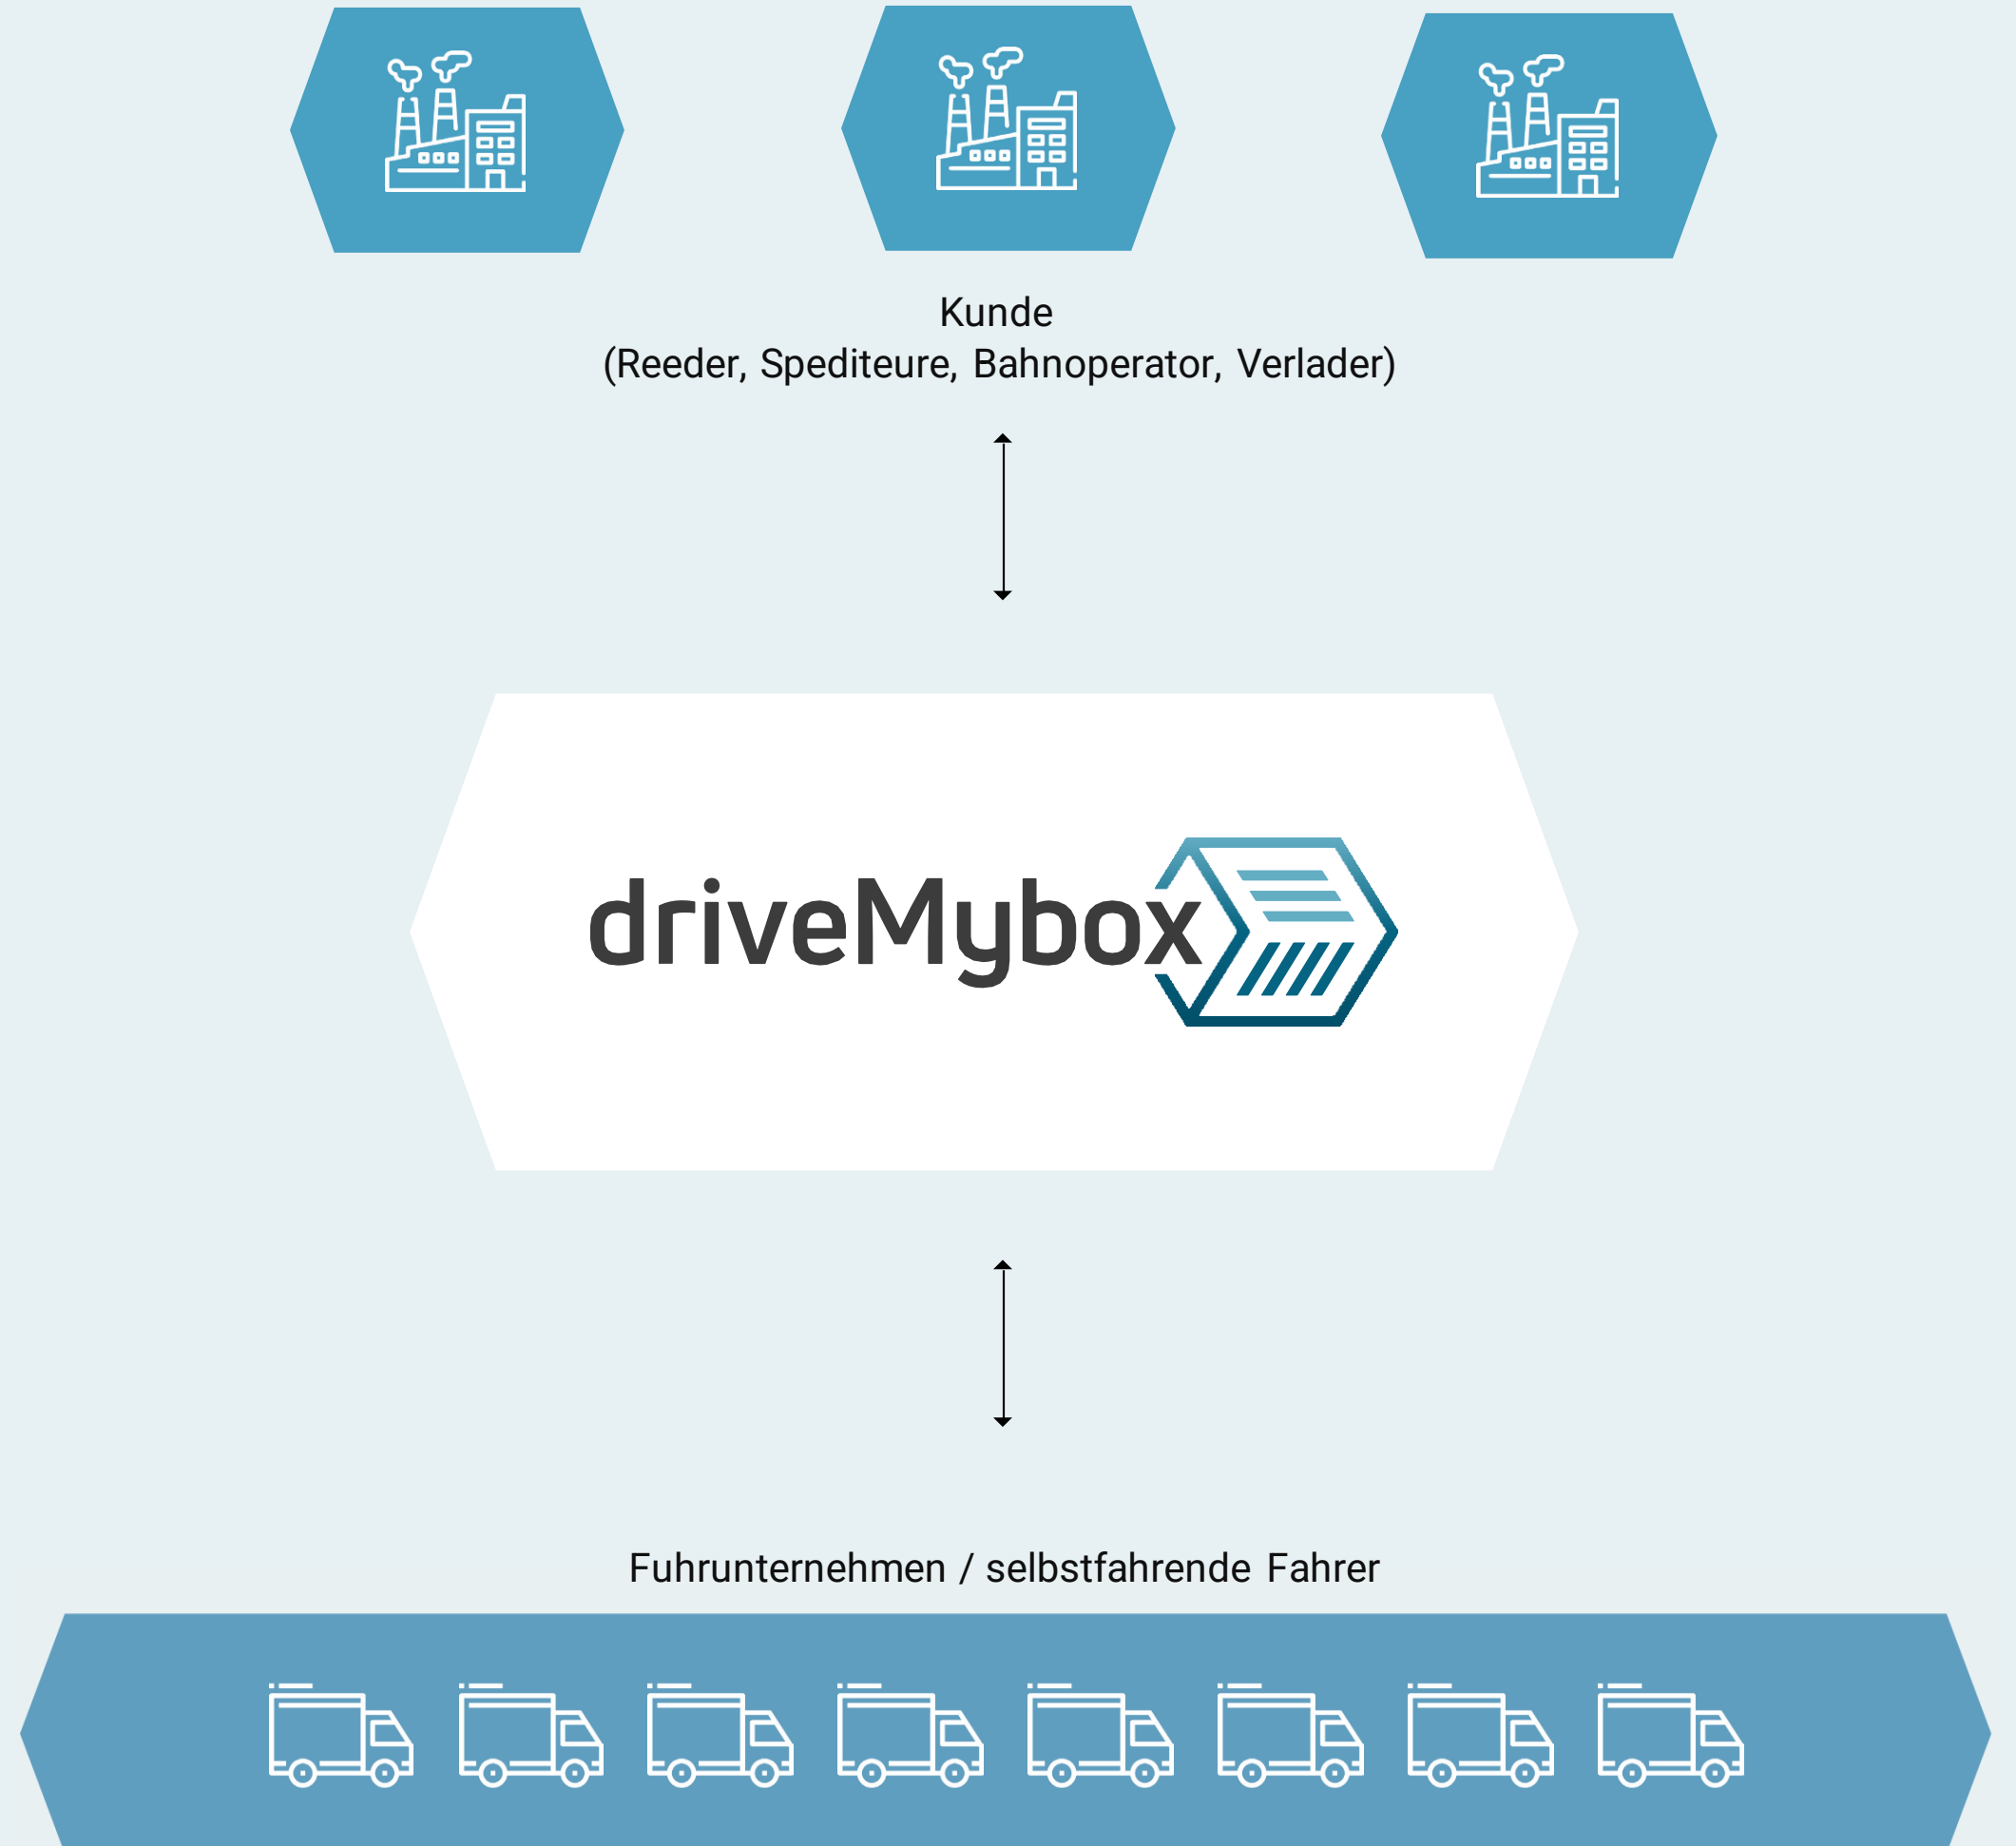 Kunde
(Reeder, Spediteure, Bahnoperator, Verlader)
driveMybox
Fuhrunternehmen / selbstfahrende Fahrer